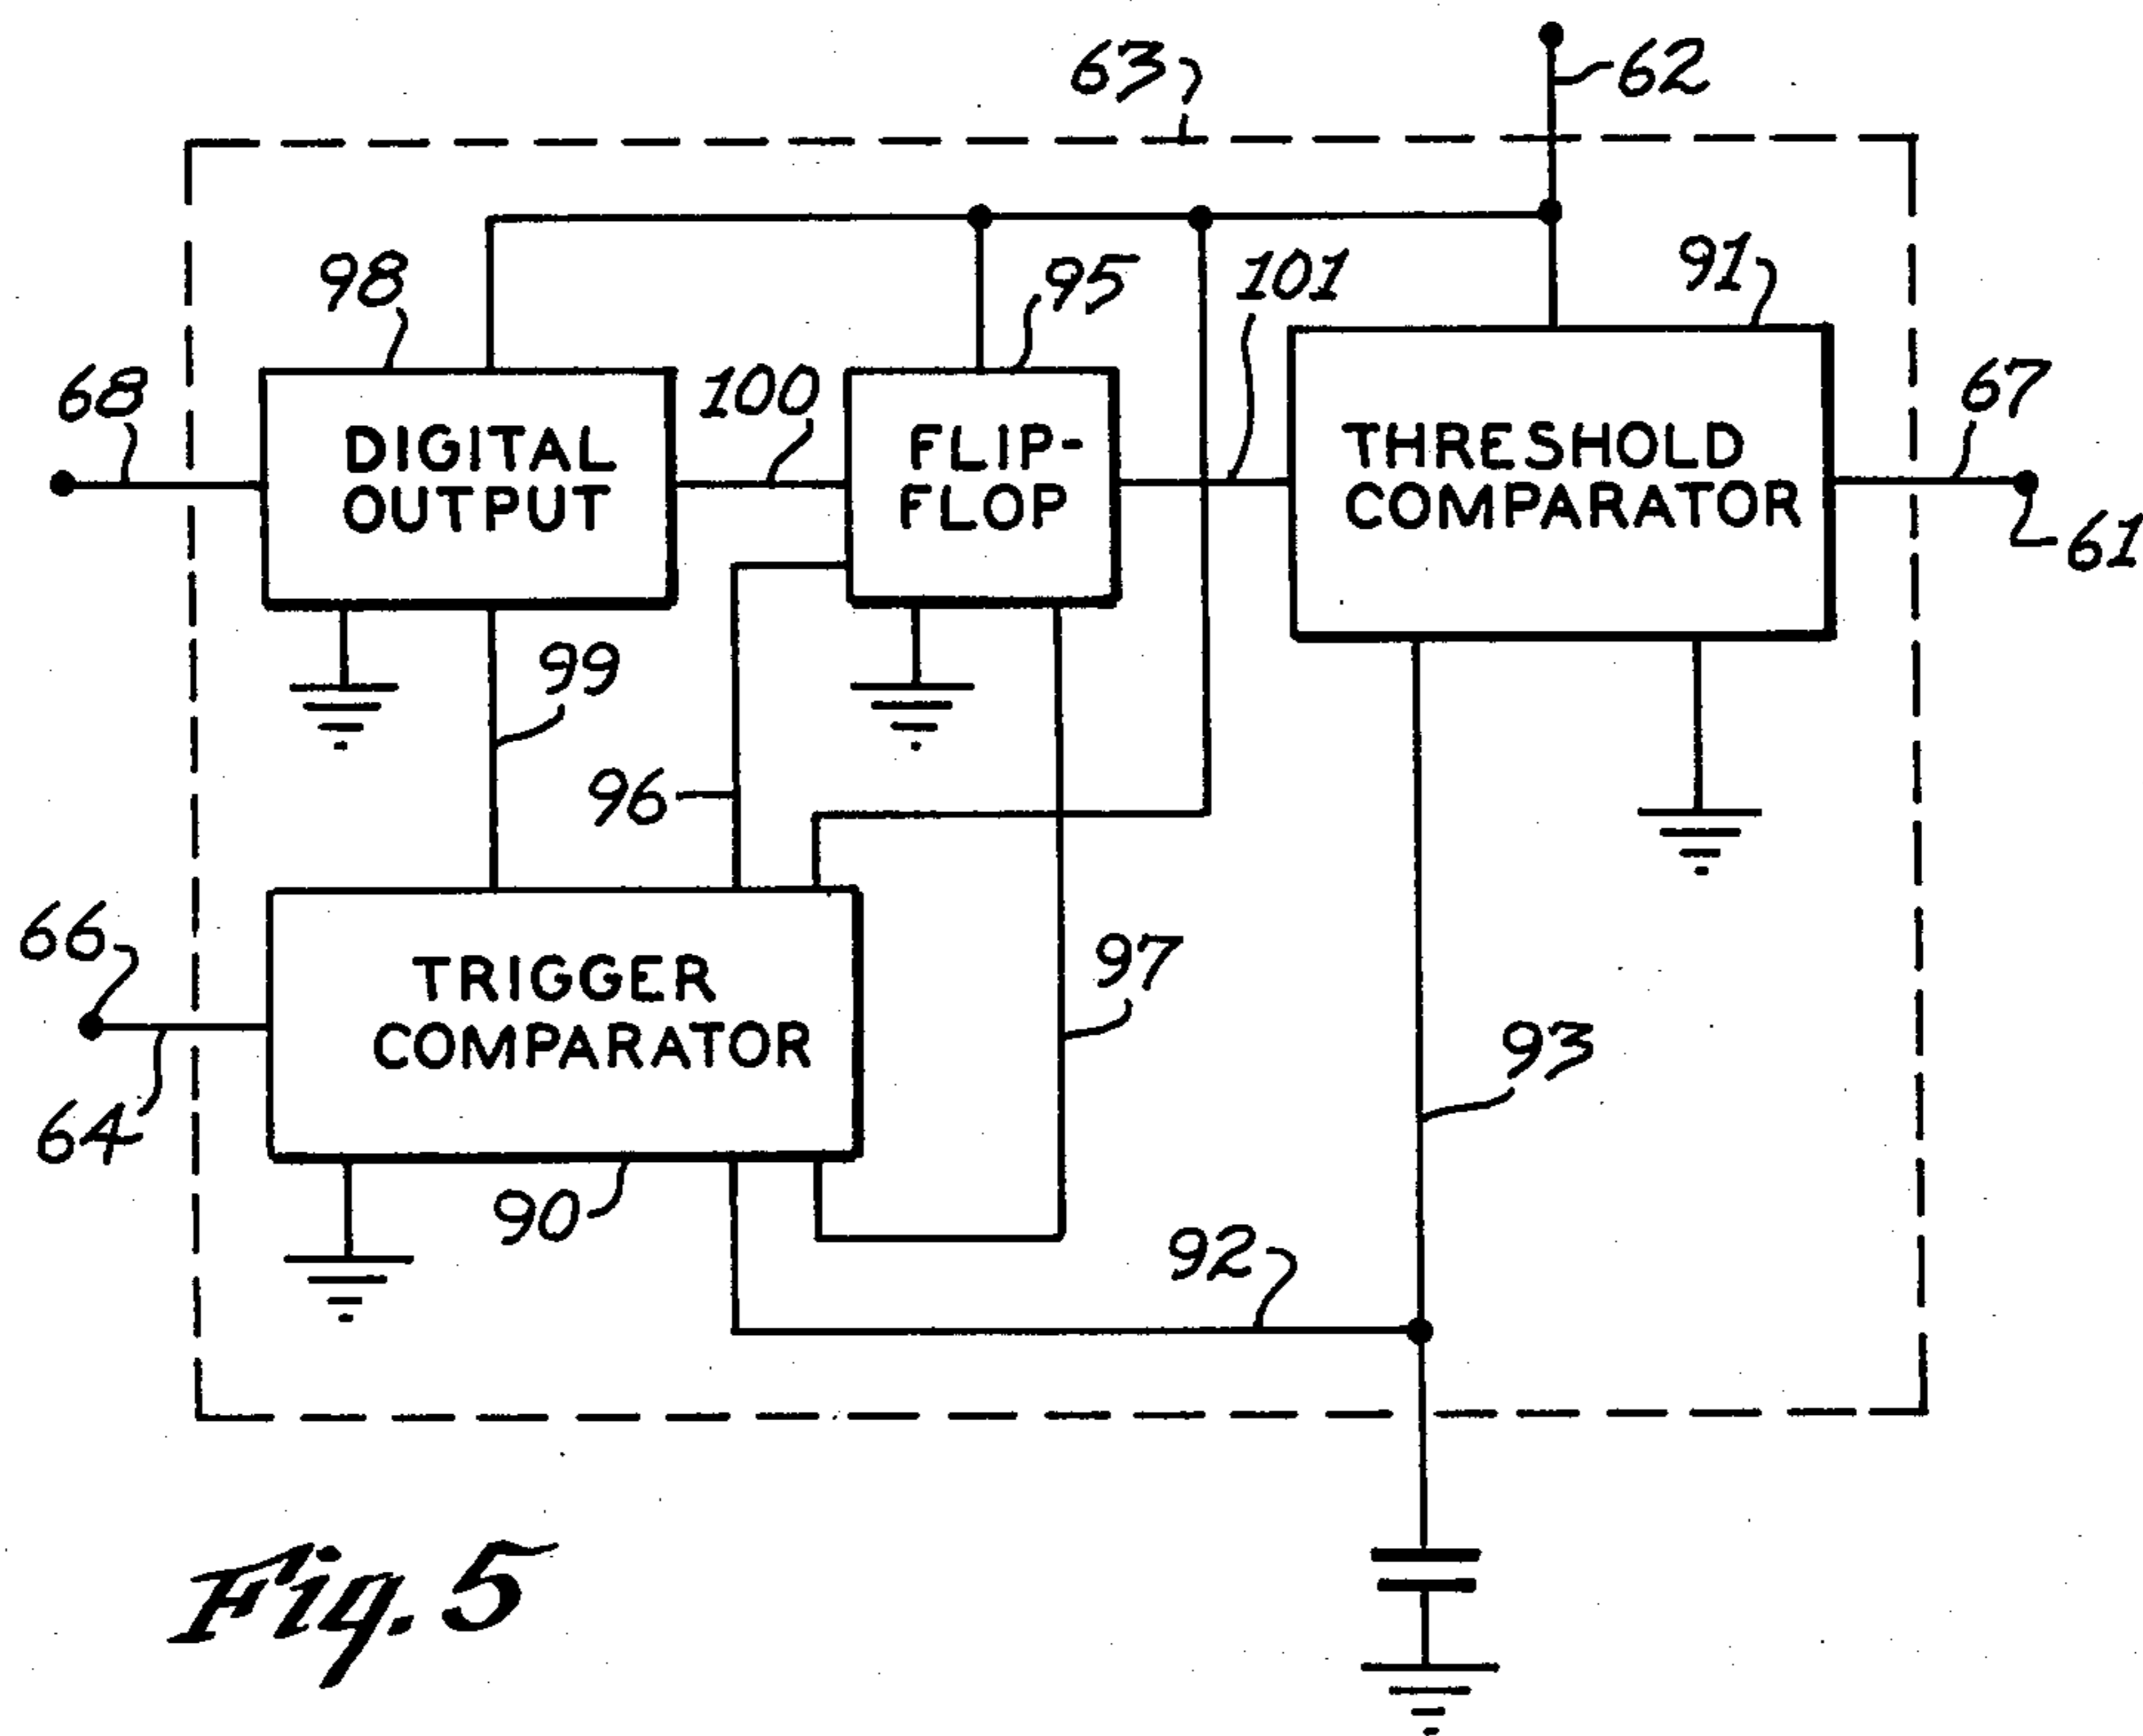 63
62
98
95
101
91
68
100
67
DIGITAL
OUTPUT
FLIP-
FLOP
THRESHOLD
COMPARATOR
61
99
96
66
TRIGGER
COMPARATOR
97
93
64
90
92
Fig. 5